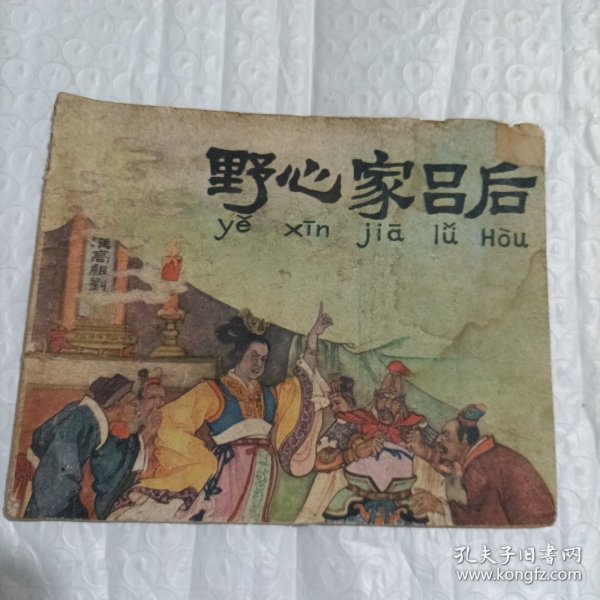 野心家吕后
yě xīn jiā lǚ Hòu
漢高祖劉
孔夫子旧书网
www.kongfz.com